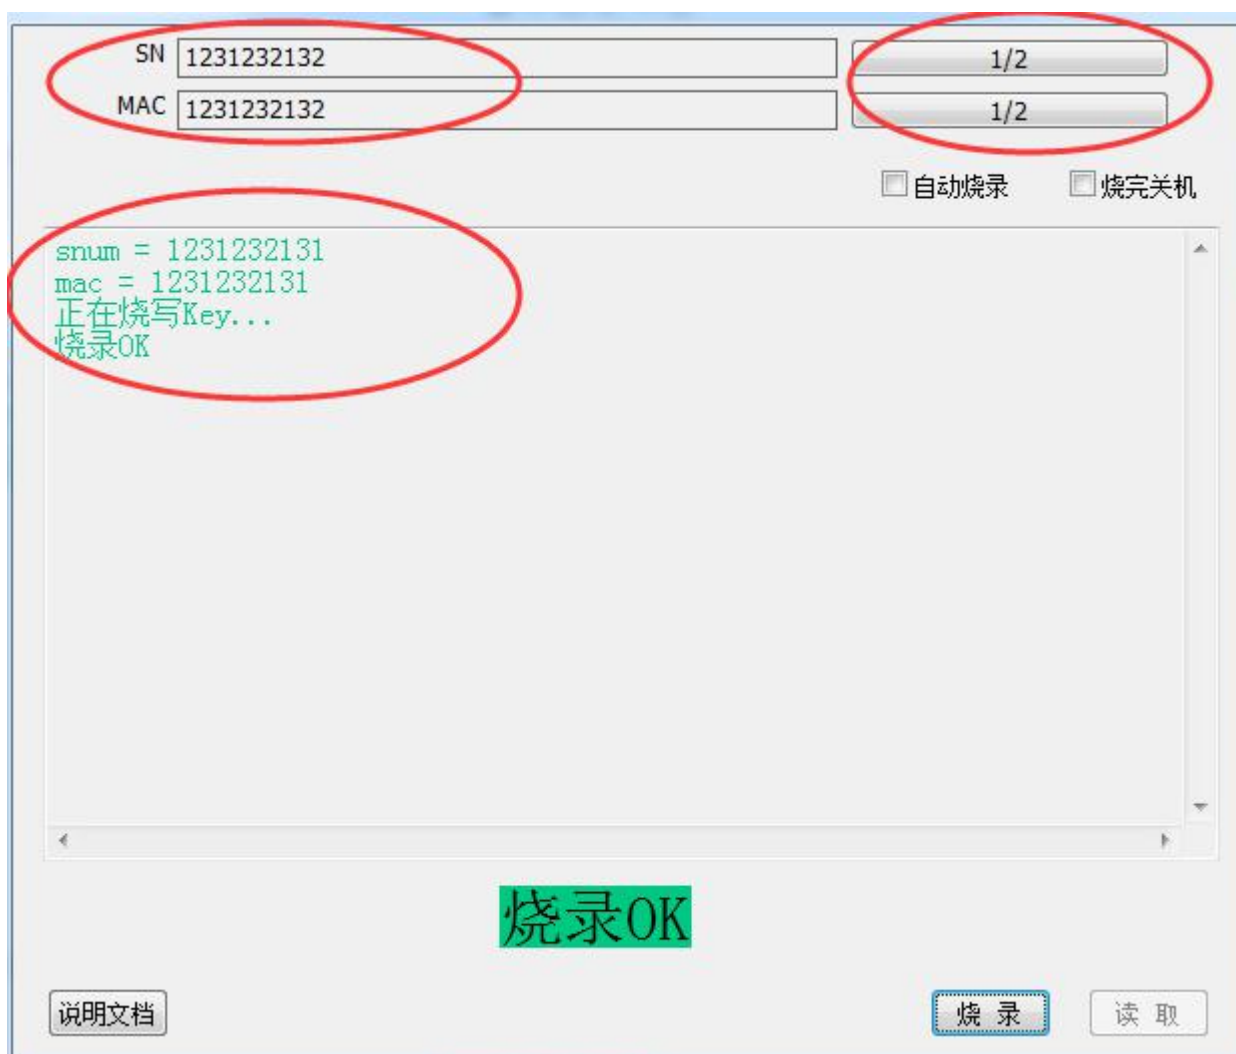 SN 1231232132 1/2
MAC 1231232132 1/2
自动烧录 烧完关机
snum = 1231232131
mac = 1231232131
正在烧写Key...
烧录OK
烧录OK
说明文档 烧 录 读 取